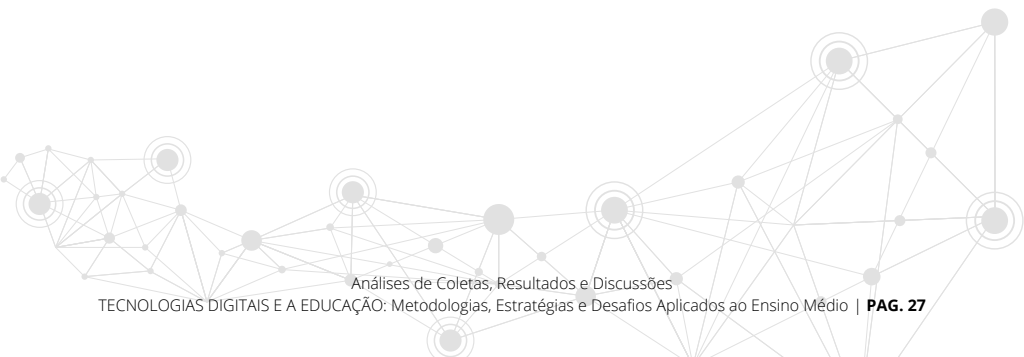 Análises de Coletas, Resultados e Discussões
TECNOLOGIAS DIGITAIS E A EDUCAÇÃO: Metodologias, Estratégias e Desafios Aplicados ao Ensino Médio | PAG. 27